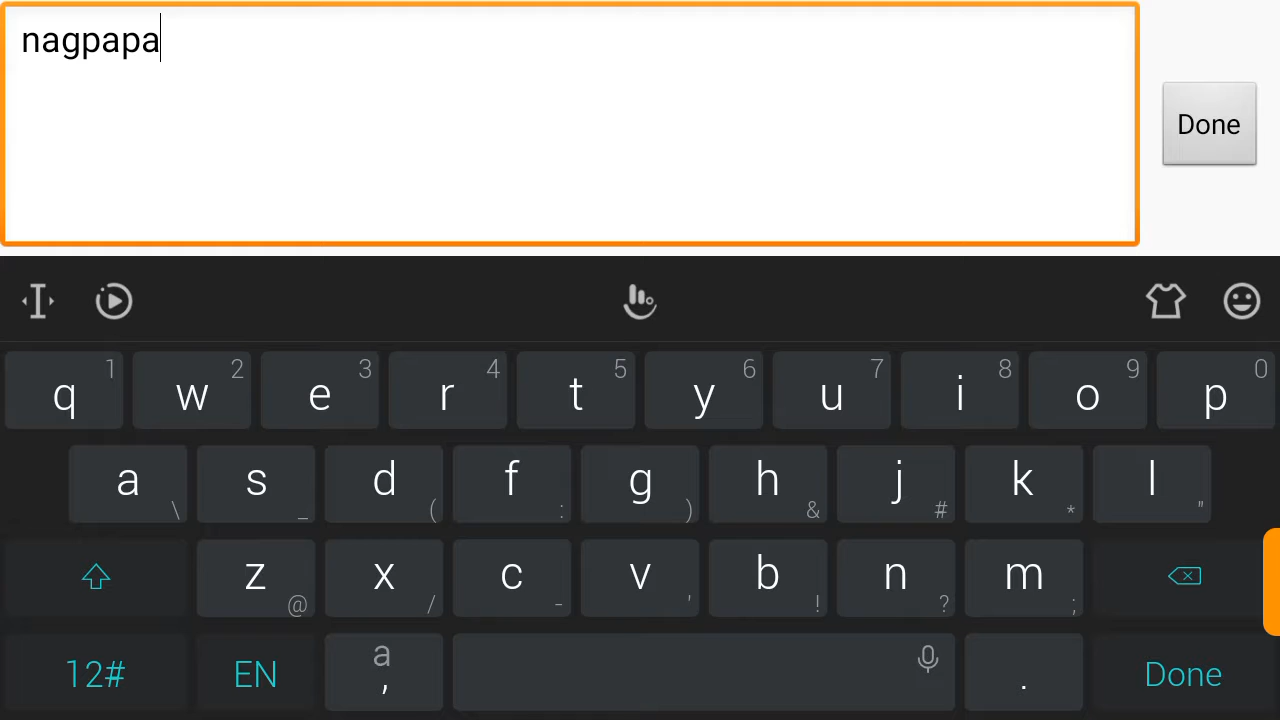 nagpapa
Done
1 2 3 4 5 6 7 8 9 0
q w e r t y u i o p
a s d f g h j k l
\ _ ( : ) & # * "
z x c v b n m
@ / - ' ! ? ;
12# EN a , . Done